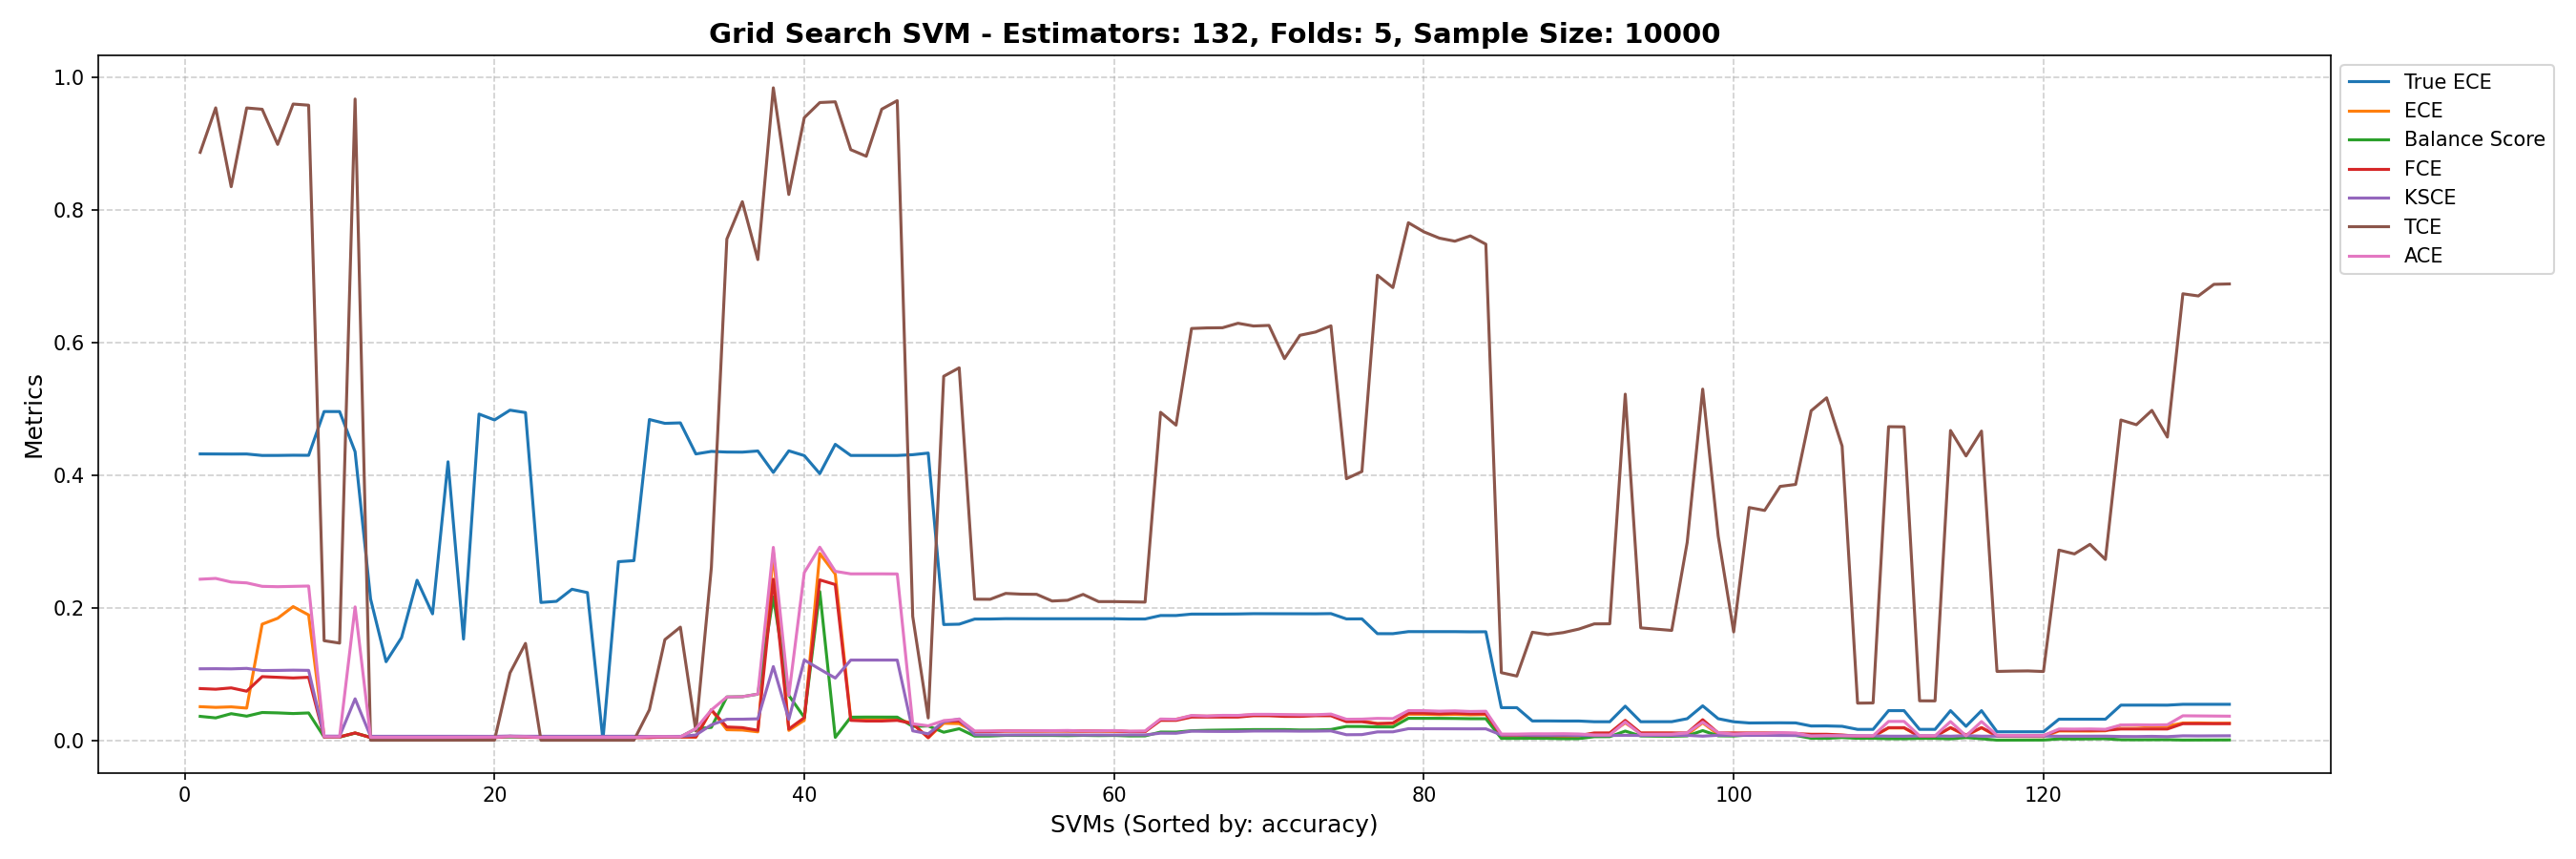 Grid Search SVM - Estimators: 132, Folds: 5, Sample Size: 10000
Metrics
1.0
0.8
0.6
0.4
0.2
0.0
0
20
40
60
80
100
120
SVMs (Sorted by: accuracy)
True ECE
ECE
Balance Score
FCE
KSCE
TCE
ACE